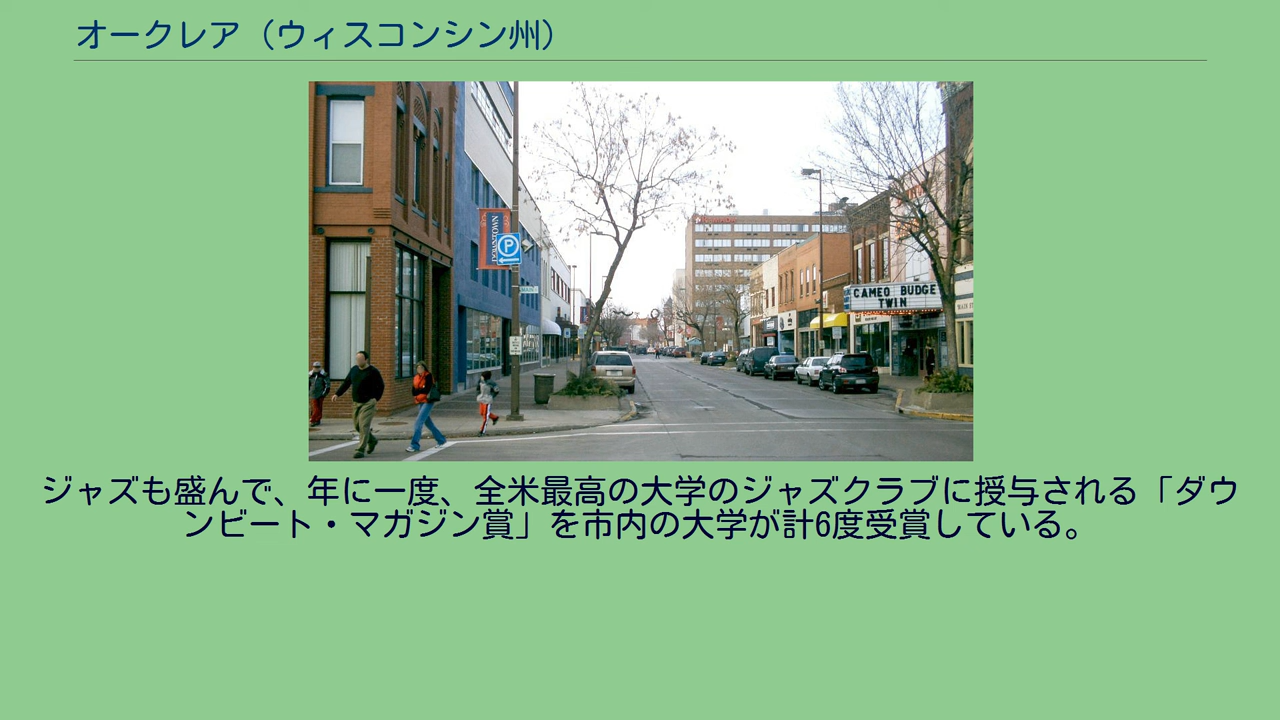 オークレア（ウィスコンシン州）
DOWNTOWN
P
MAIN
CAMEO BUDGE
TWIN
ジャズも盛んで、年に一度、全米最高の大学のジャズクラブに授与される「ダウ
ンビート・マガジン賞」を市内の大学が計6度受賞している。